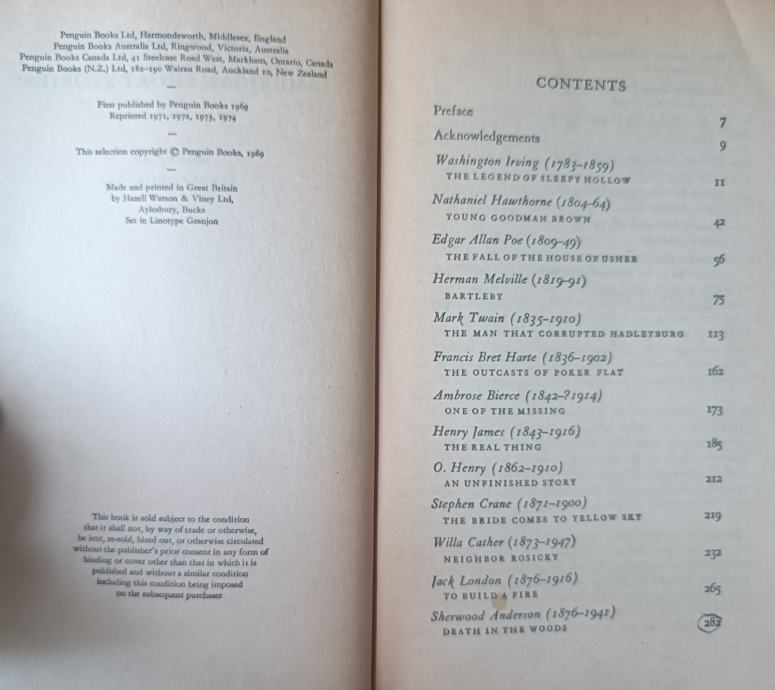 Penguin Books Ltd, Harmondsworth, Middlesex, England
Penguin Books Australia Ltd, Ringwood, Victoria, Australia
Penguin Books Canada Ltd, 41 Steelcase Road West, Markham, Ontario, Canada
Penguin Books (N.Z.) Ltd, 182–190 Wairau Road, Auckland 10, New Zealand
—
First published by Penguin Books 1969
Reprinted 1971, 1972, 1973, 1974
—
This selection copyright © Penguin Books, 1969
—
Made and printed in Great Britain
by Hazell Watson & Viney Ltd,
Aylesbury, Bucks
Set in Linotype Granjon
This book is sold subject to the condition
that it shall not, by way of trade or otherwise,
be lent, re-sold, hired out, or otherwise circulated
without the publisher's prior consent in any form of
binding or cover other than that in which it is
published and without a similar condition
including this condition being imposed
on the subsequent purchaser
CONTENTS
Preface 7
Acknowledgements 9
Washington Irving (1783–1859)
THE LEGEND OF SLEEPY HOLLOW 11
Nathaniel Hawthorne (1804–64)
YOUNG GOODMAN BROWN 42
Edgar Allan Poe (1809–49)
THE FALL OF THE HOUSE OF USHER 56
Herman Melville (1819–91)
BARTLEBY 75
Mark Twain (1835–1910)
THE MAN THAT CORRUPTED HADLEYBURG 113
Francis Bret Harte (1836–1902)
THE OUTCASTS OF POKER FLAT 162
Ambrose Bierce (1842–?1914)
ONE OF THE MISSING 173
Henry James (1843–1916)
THE REAL THING 185
O. Henry (1862–1910)
AN UNFINISHED STORY 212
Stephen Crane (1871–1900)
THE BRIDE COMES TO YELLOW SKY 219
Willa Cather (1873–1947)
NEIGHBOR ROSICKY 232
Jack London (1876–1916)
TO BUILD A FIRE 265
Sherwood Anderson (1876–1941)
DEATH IN THE WOODS